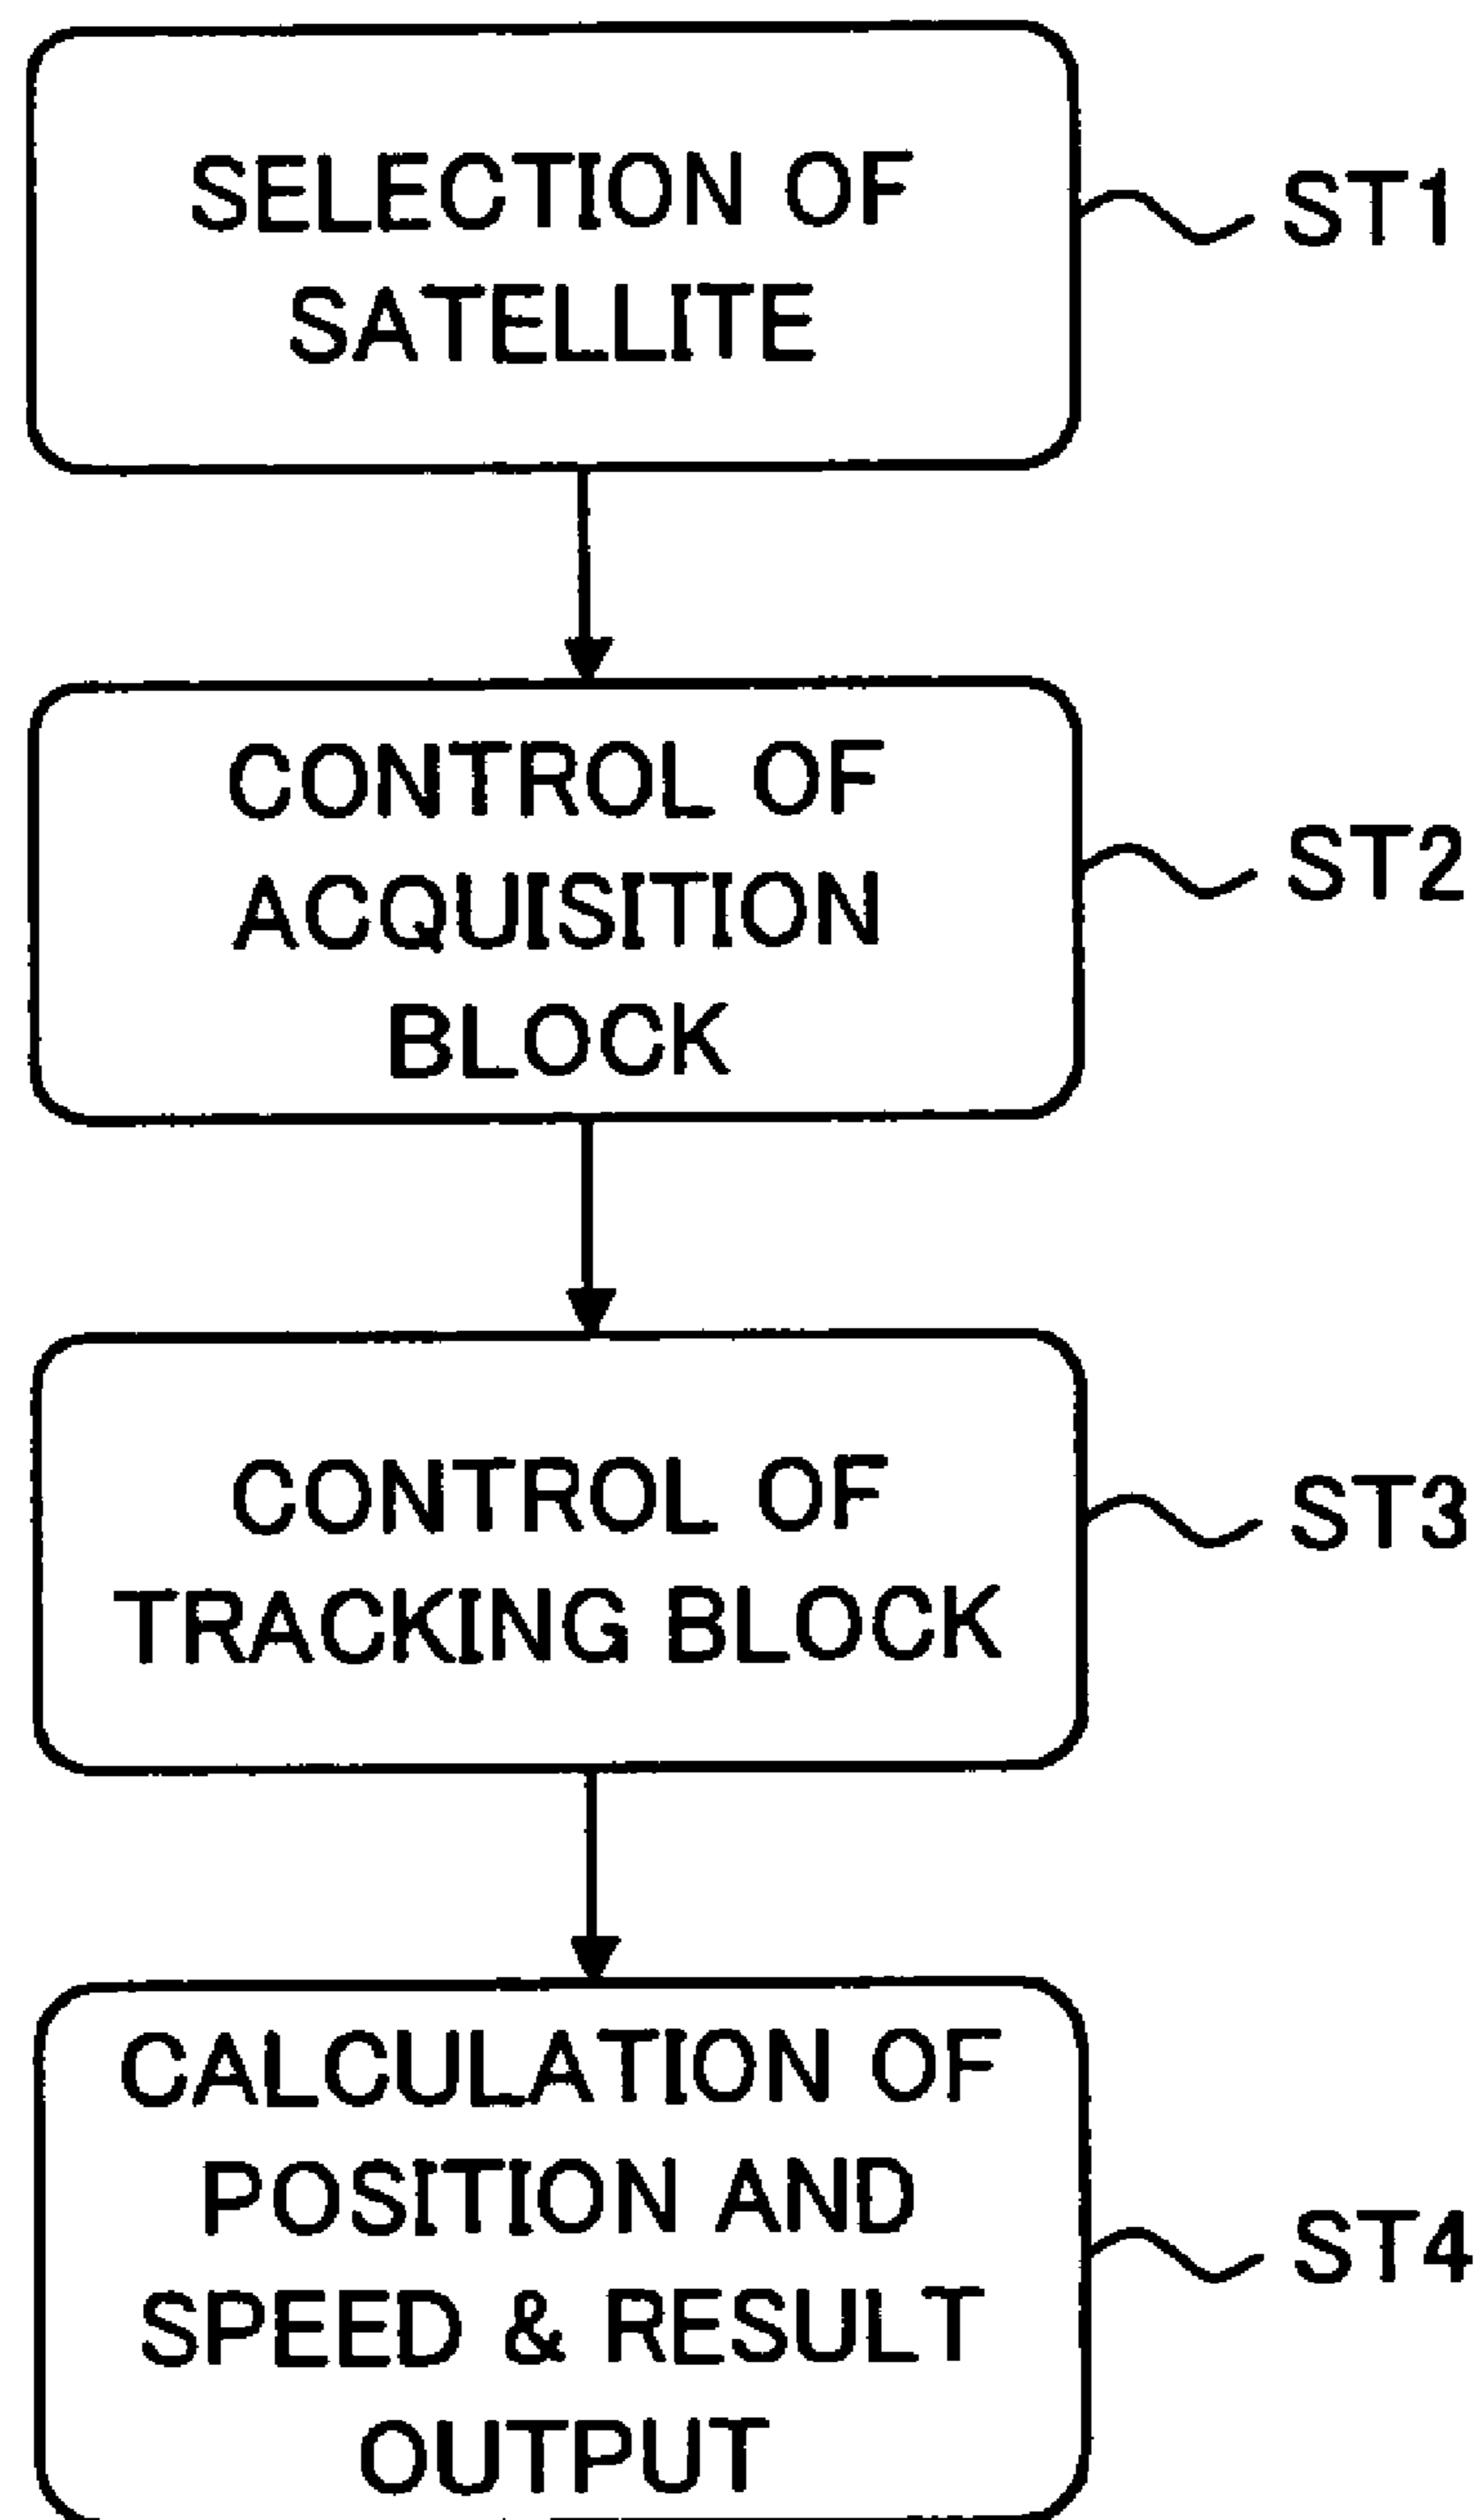 SELECTION OF
SATELLITE
ST1
CONTROL OF
ACQUISITION
BLOCK
ST2
CONTROL OF
TRACKING BLOCK
ST3
CALCULATION OF
POSITION AND
SPEED & RESULT
OUTPUT
ST4